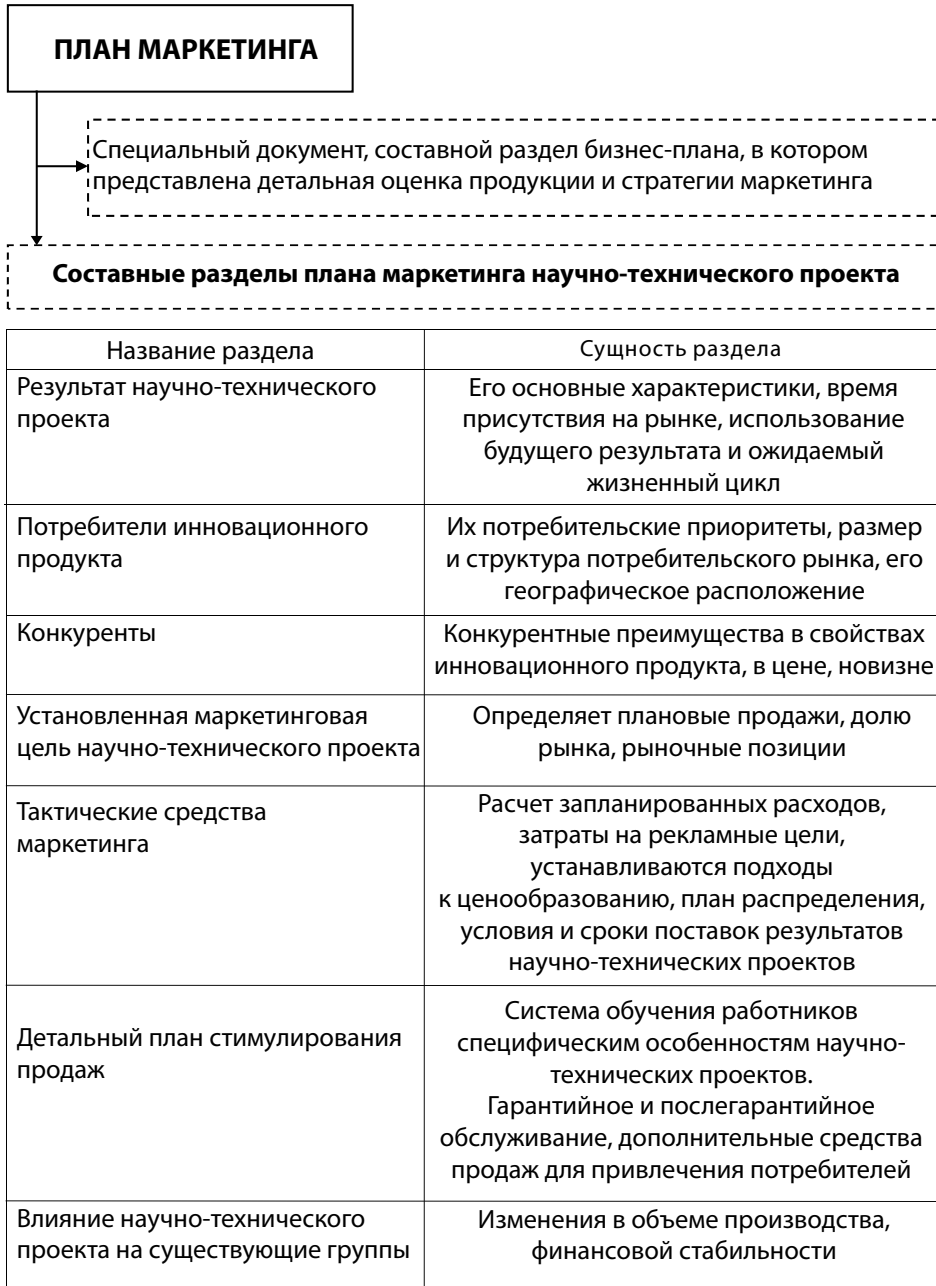 ПЛАН МАРКЕТИНГА
Специальный документ, составной раздел бизнес-плана, в котором
представлена детальная оценка продукции и стратегии маркетинга
Составные разделы плана маркетинга научно-технического проекта
Название раздела
Сущность раздела
Результат научно-технического
проекта
Его основные характеристики, время
присутствия на рынке, использование
будущего результата и ожидаемый
жизненный цикл
Потребители инновационного
продукта
Их потребительские приоритеты, размер
и структура потребительского рынка, его
географическое расположение
Конкуренты
Конкурентные преимущества в свойствах
инновационного продукта, в цене, новизне
Установленная маркетинговая
цель научно-технического проекта
Определяет плановые продажи, долю
рынка, рыночные позиции
Тактические средства
маркетинга
Расчет запланированных расходов,
затраты на рекламные цели,
устанавливаются подходы
к ценообразованию, план распределения,
условия и сроки поставок результатов
научно-технических проектов
Детальный план стимулирования
продаж
Система обучения работников
специфическим особенностям научно-
технических проектов.
Гарантийное и послегарантийное
обслуживание, дополнительные средства
продаж для привлечения потребителей
Влияние научно-технического
проекта на существующие группы
Изменения в объеме производства,
финансовой стабильности